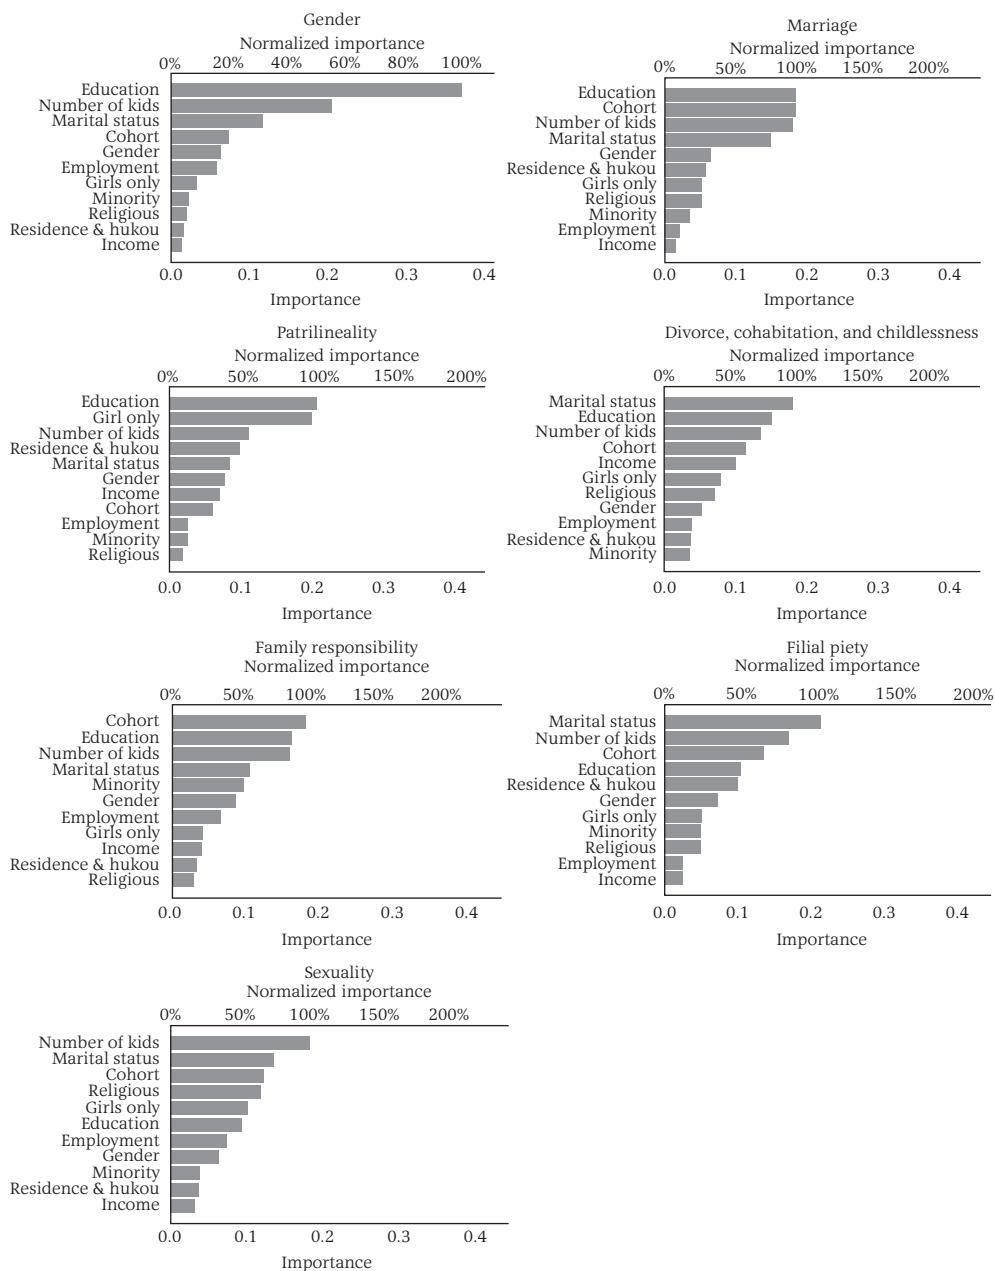 Gender
Normalized importance
0% 20% 40% 60% 80% 100%
Education
Number of kids
Marital status
Cohort
Gender
Employment
Girls only
Minority
Religious
Residence & hukou
Income
0.0 0.1 0.2 0.3 0.4
Importance
Marriage
Normalized importance
0% 50% 100% 150% 200%
Education
Cohort
Number of kids
Marital status
Gender
Residence & hukou
Girls only
Religious
Minority
Employment
Income
0.0 0.1 0.2 0.3 0.4
Importance
Patrilineality
Normalized importance
0% 50% 100% 150% 200%
Education
Girl only
Number of kids
Residence & hukou
Marital status
Gender
Income
Cohort
Employment
Minority
Religious
0.0 0.1 0.2 0.3 0.4
Importance
Divorce, cohabitation, and childlessness
Normalized importance
0% 50% 100% 150% 200%
Marital status
Education
Number of kids
Cohort
Income
Girls only
Religious
Gender
Employment
Residence & hukou
Minority
0.0 0.1 0.2 0.3 0.4
Importance
Family responsibility
Normalized importance
0% 50% 100% 150% 200%
Cohort
Education
Number of kids
Marital status
Minority
Gender
Employment
Girls only
Income
Residence & hukou
Religious
0.0 0.1 0.2 0.3 0.4
Importance
Filial piety
Normalized importance
0% 50% 100% 150% 200%
Marital status
Number of kids
Cohort
Education
Residence & hukou
Gender
Girls only
Minority
Religious
Employment
Income
0.0 0.1 0.2 0.3 0.4
Importance
Sexuality
Normalized importance
0% 50% 100% 150% 200%
Number of kids
Marital status
Cohort
Religious
Girls only
Education
Employment
Gender
Minority
Residence & hukou
Income
0.0 0.1 0.2 0.3 0.4
Importance